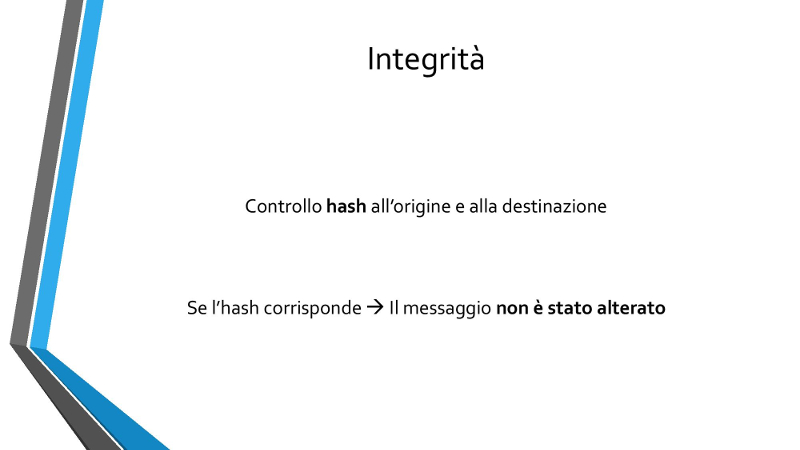 Integrità
Controllo hash all’origine e alla destinazione
Se l’hash corrisponde → Il messaggio non è stato alterato